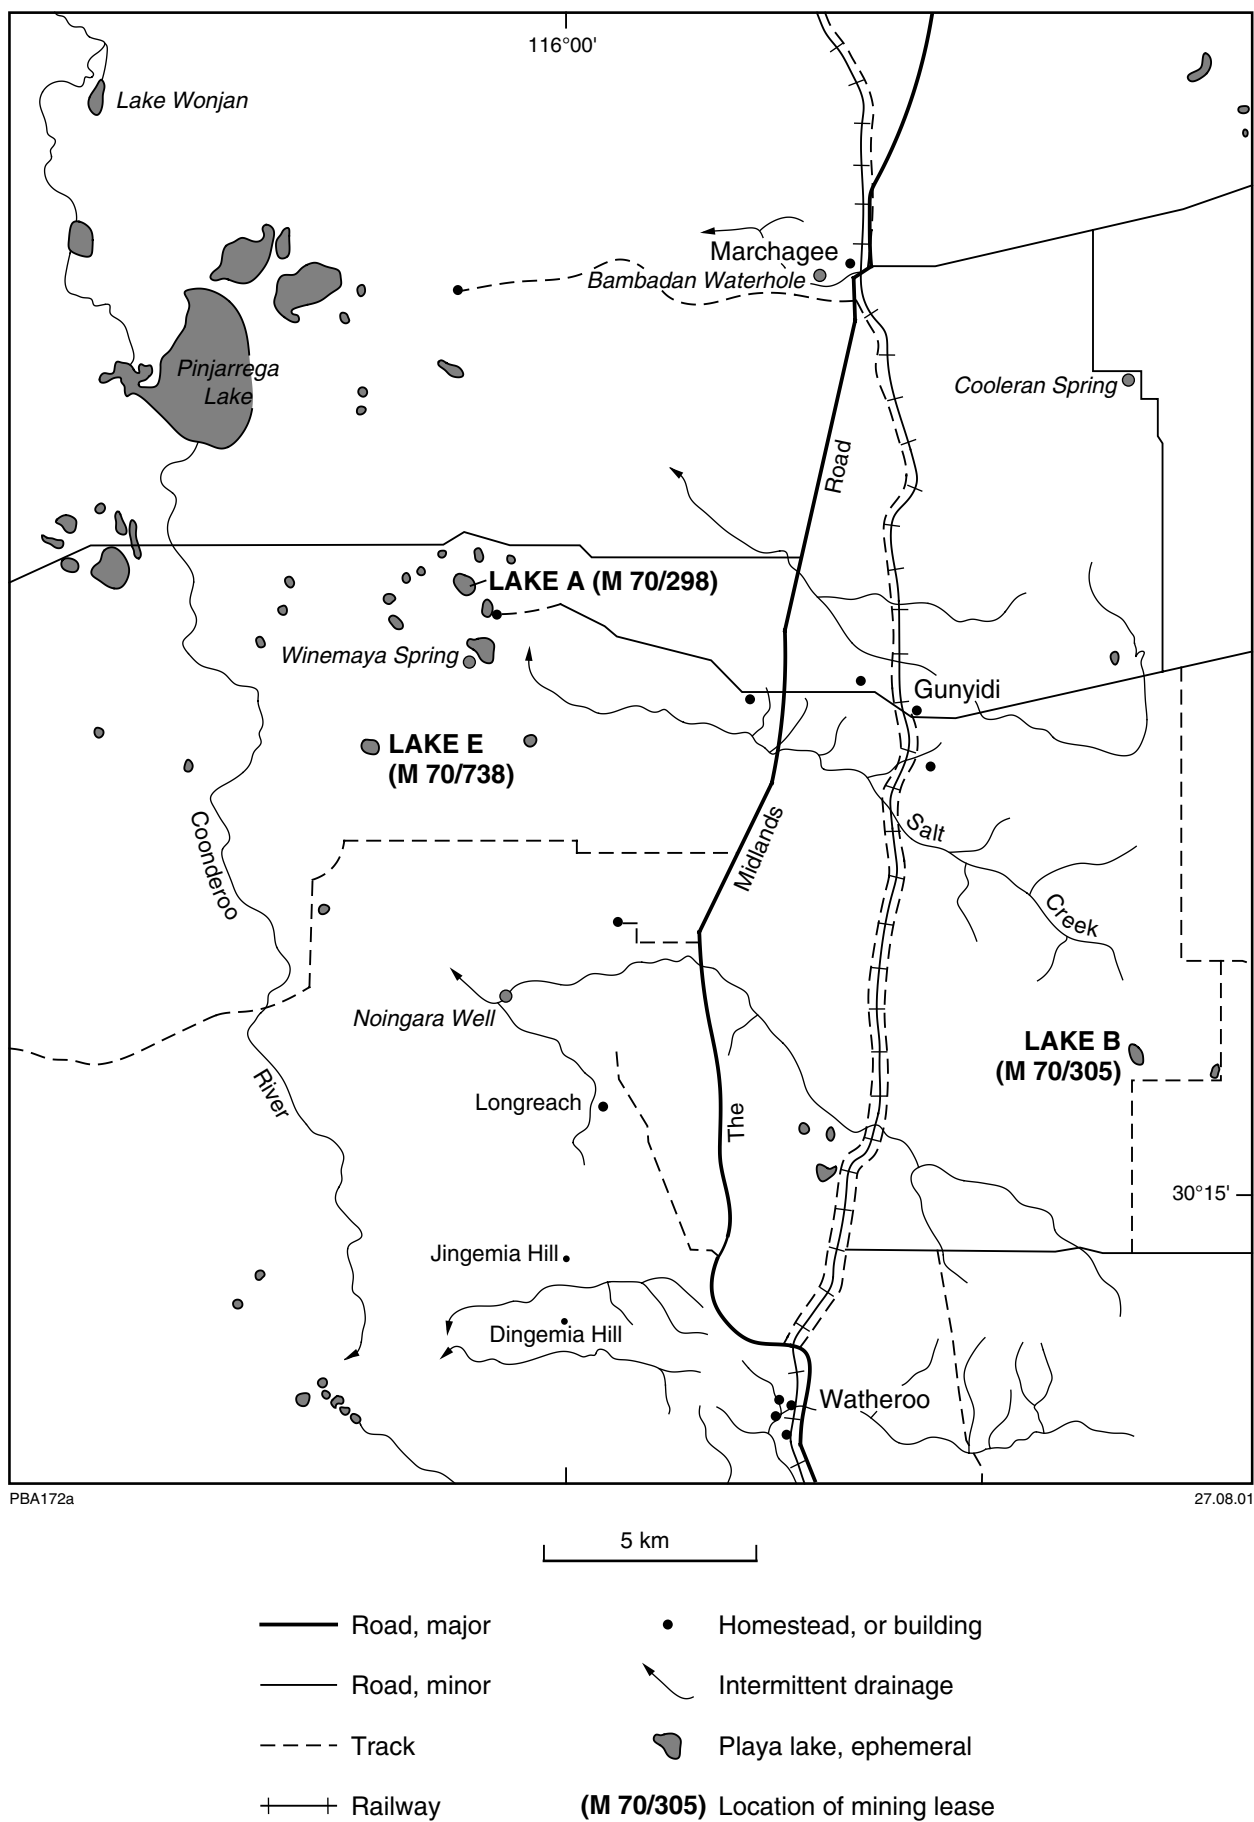 116°00'
Lake Wonjan
Marchagee
Bambadan Waterhole
Pinjarrega
Lake
Cooleran Spring
Road
LAKE A (M 70/298)
Winemaya Spring
Gunyidi
LAKE E
(M 70/738)
Coonderoo
Midlands
Salt
Creek
Noingara Well
LAKE B
(M 70/305)
River
Longreach
The
30°15'
Jingemia Hill
Dingemia Hill
Watheroo
PBA172a
27.08.01
5 km
Road, major
Homestead, or building
Road, minor
Intermittent drainage
Track
Playa lake, ephemeral
Railway
(M 70/305) Location of mining lease